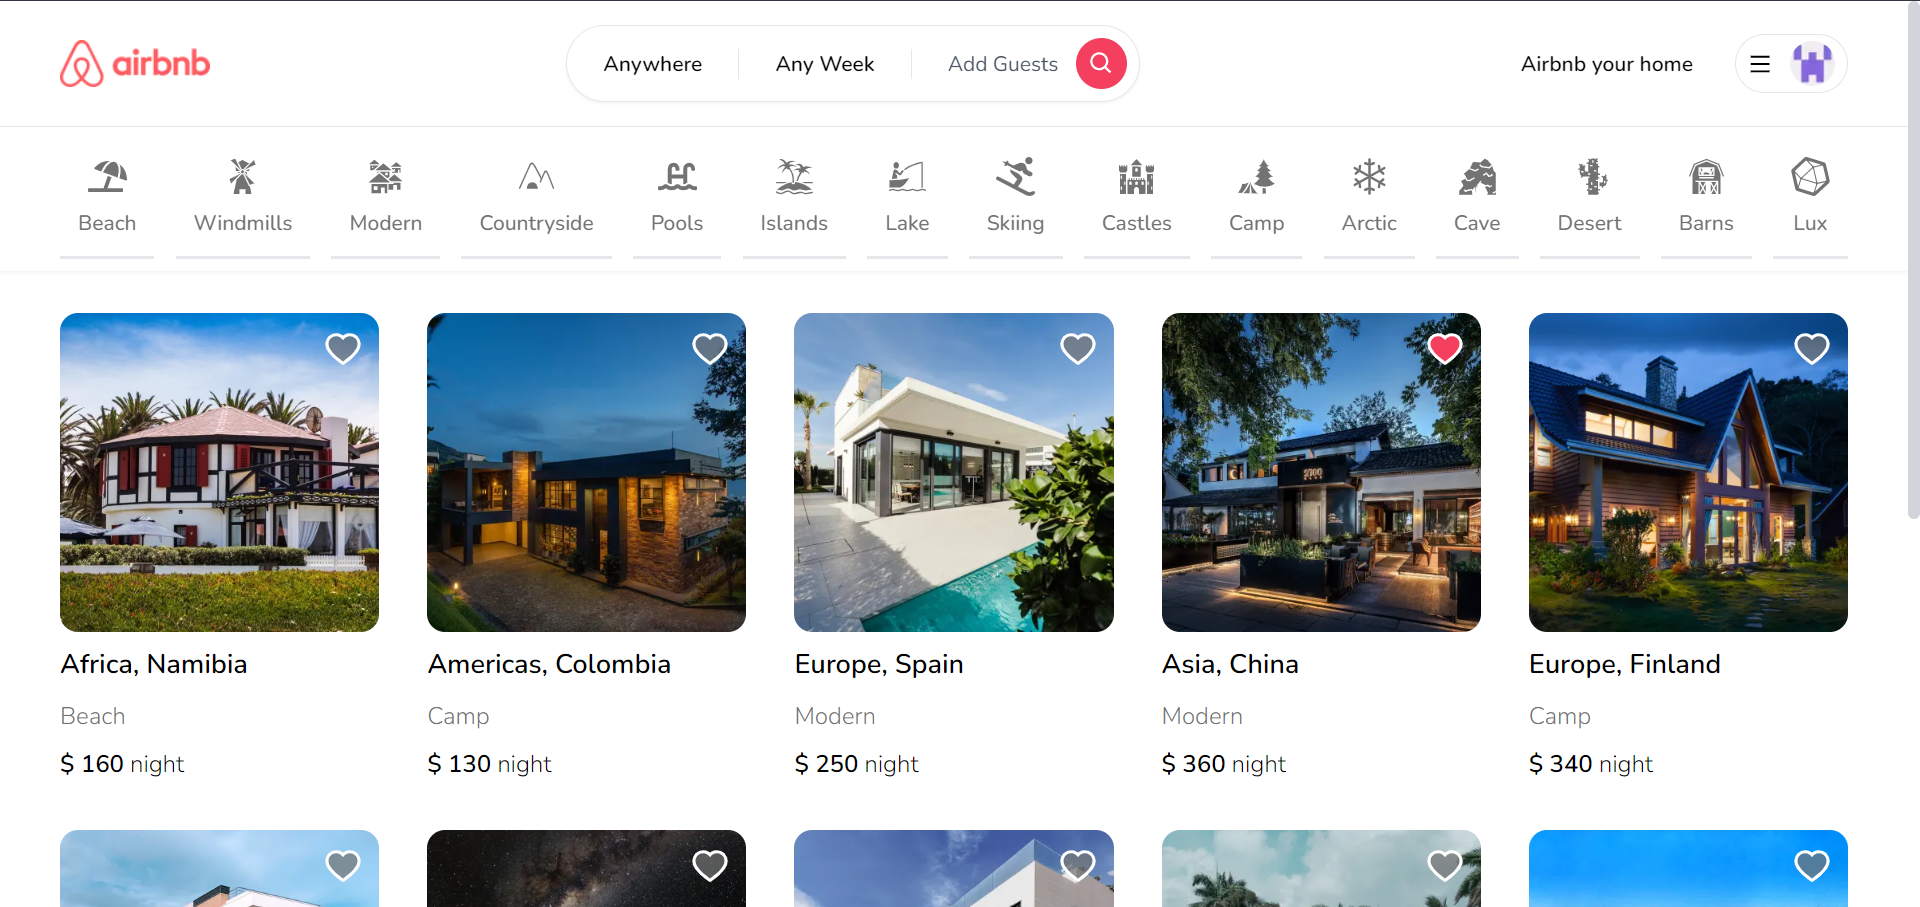 airbnb
Anywhere
Any Week
Add Guests
Airbnb your home
Beach
Windmills
Modern
Countryside
Pools
Islands
Lake
Skiing
Castles
Camp
Arctic
Cave
Desert
Barns
Lux
2700
Africa, Namibia
Beach
$ 160 night
Americas, Colombia
Camp
$ 130 night
Europe, Spain
Modern
$ 250 night
Asia, China
Modern
$ 360 night
Europe, Finland
Camp
$ 340 night